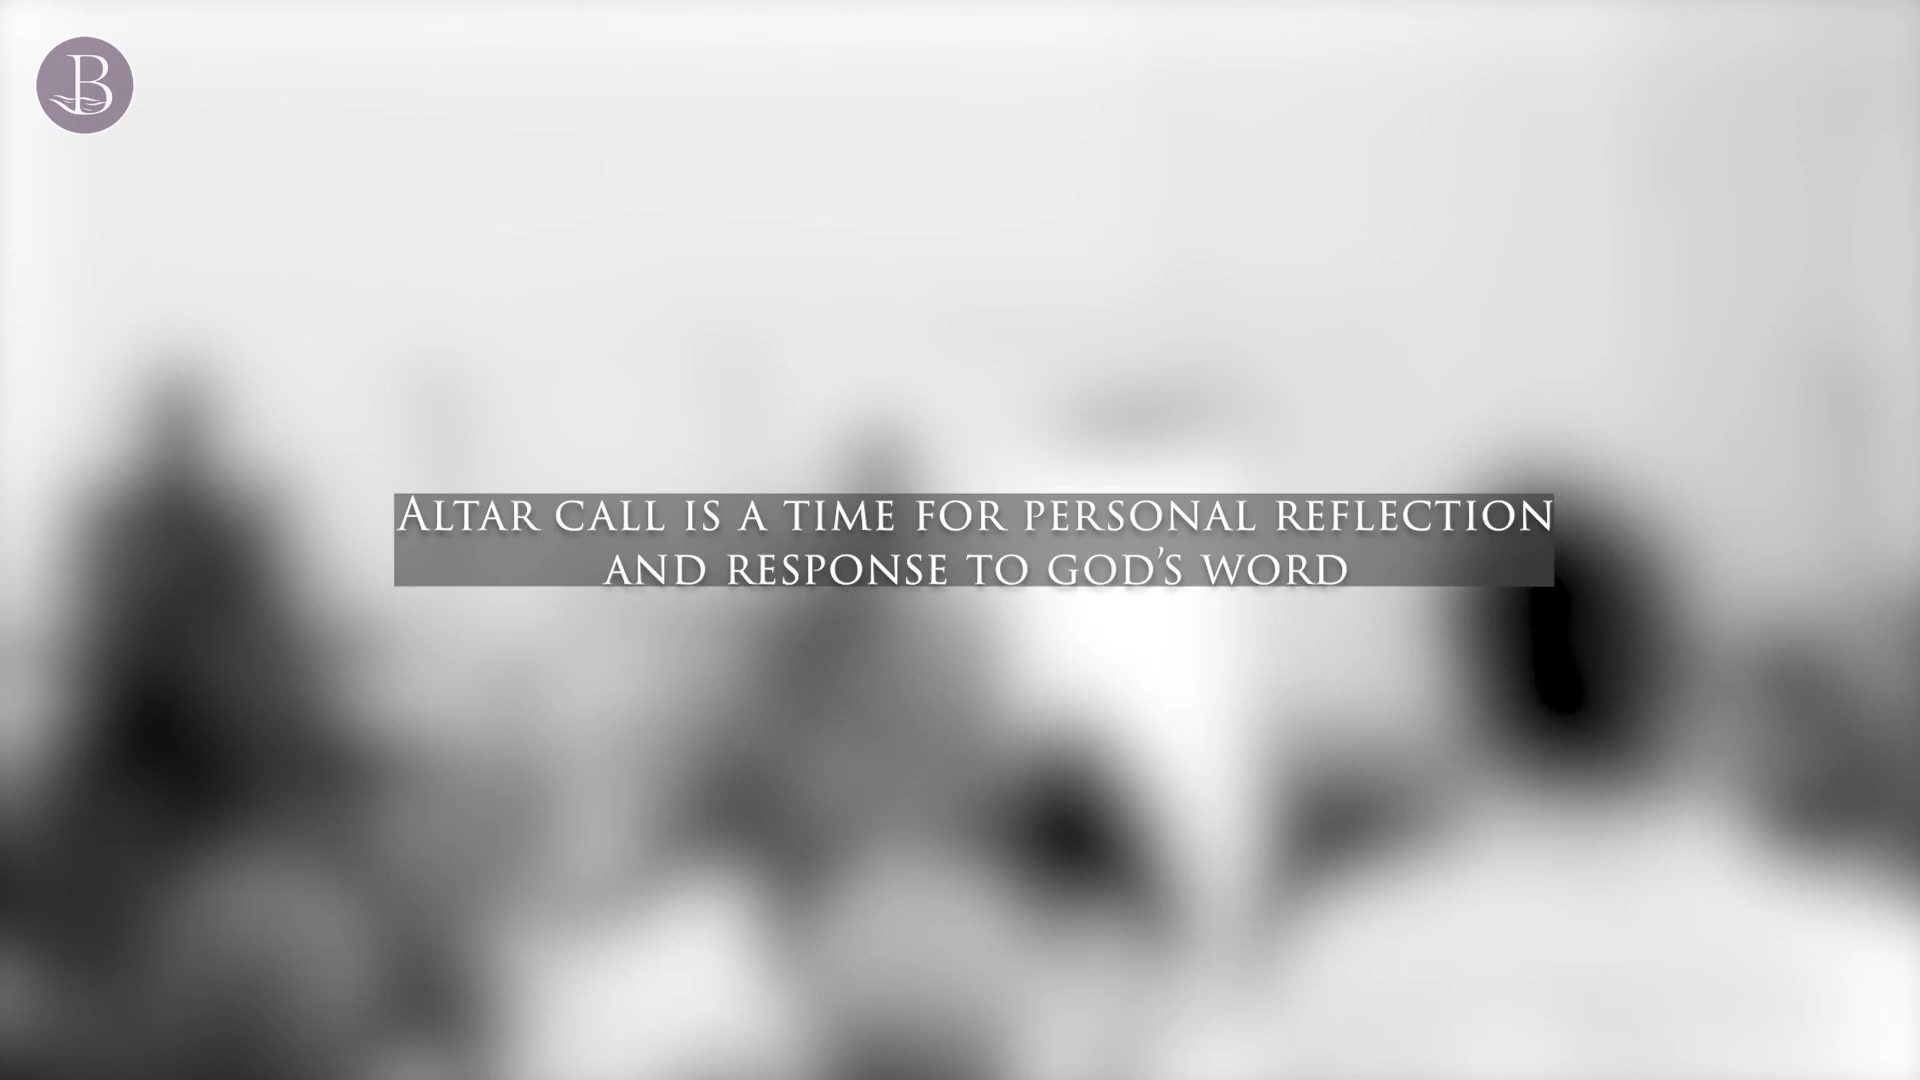 B
Altar call is a time for personal reflection
and response to God's word